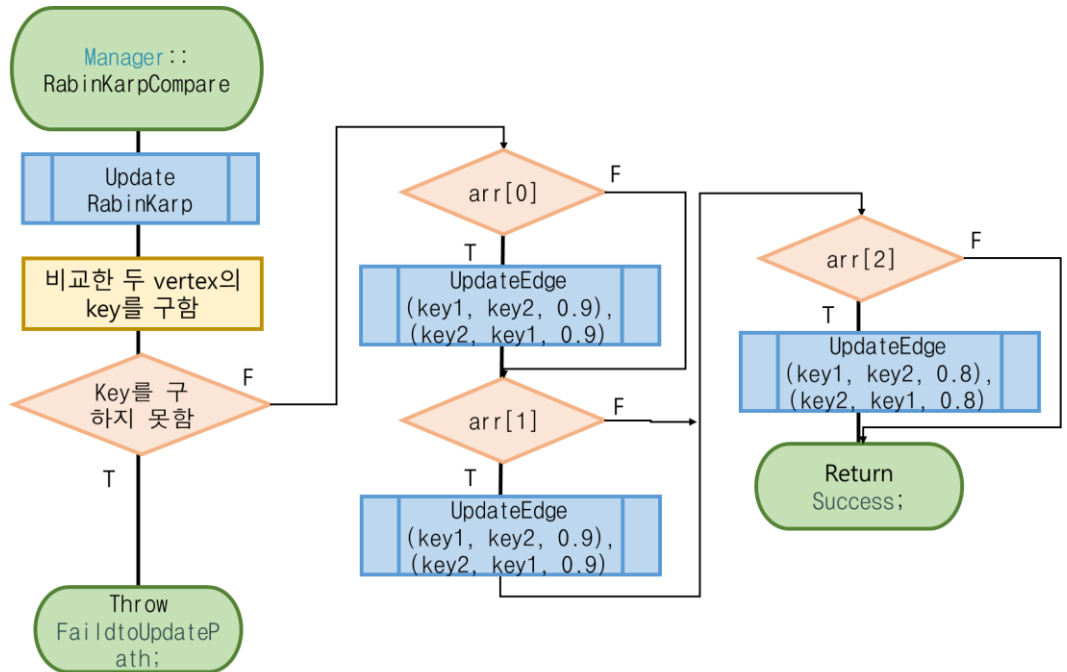 Manager::
RabinKarpCompare
Update
RabinKarp
비교한 두 vertex의
key를 구함
Key를 구
하지 못함
F
T
Throw
FaildtoUpdateP
ath;
arr[0]
F
T
UpdateEdge
(key1, key2, 0.9),
(key2, key1, 0.9)
arr[1]
F
T
UpdateEdge
(key1, key2, 0.9),
(key2, key1, 0.9)
arr[2]
F
T
UpdateEdge
(key1, key2, 0.8),
(key2, key1, 0.8)
Return
Success;